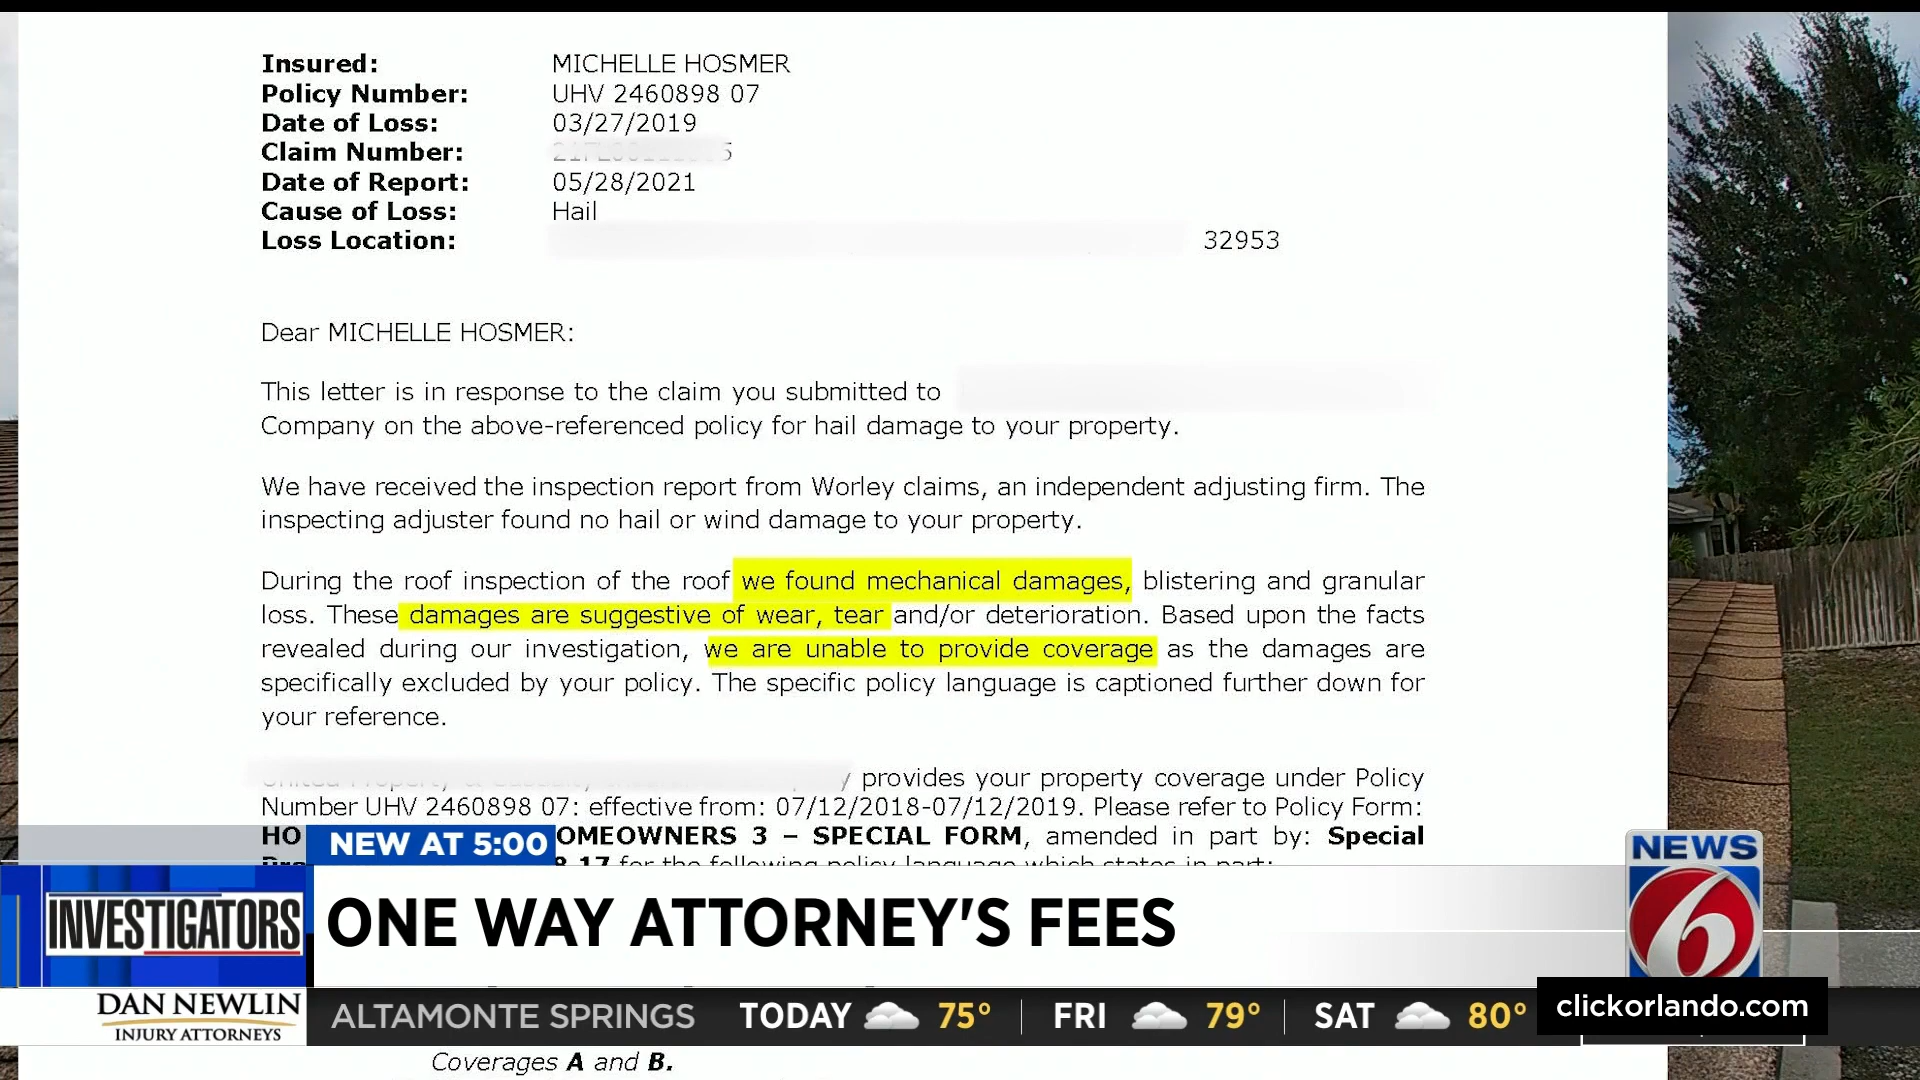 Insured: MICHELLE HOSMER
Policy Number: UHV 2460898 07
Date of Loss: 03/27/2019
Claim Number: 5
Date of Report: 05/28/2021
Cause of Loss: Hail
Loss Location: 32953
Dear MICHELLE HOSMER:
This letter is in response to the claim you submitted to
Company on the above-referenced policy for hail damage to your property.
We have received the inspection report from Worley claims, an independent adjusting firm. The
inspecting adjuster found no hail or wind damage to your property.
During the roof inspection of the roof we found mechanical damages, blistering and granular
loss. These damages are suggestive of wear, tear and/or deterioration. Based upon the facts
revealed during our investigation, we are unable to provide coverage as the damages are
specifically excluded by your policy. The specific policy language is captioned further down for
your reference.
provides your property coverage under Policy
Number UHV 2460898 07: effective from: 07/12/2018-07/12/2019. Please refer to Policy Form:
HO OMEOWNERS 3 – SPECIAL FORM, amended in part by: Special
for the following policy language which states in part:
NEW AT 5:00
INVESTIGATORS
ONE WAY ATTORNEY'S FEES
NEWS
6
DAN NEWLIN
INJURY ATTORNEYS
ALTAMONTE SPRINGS TODAY 75° FRI 79° SAT 80°
clickorlando.com
Coverages A and B.